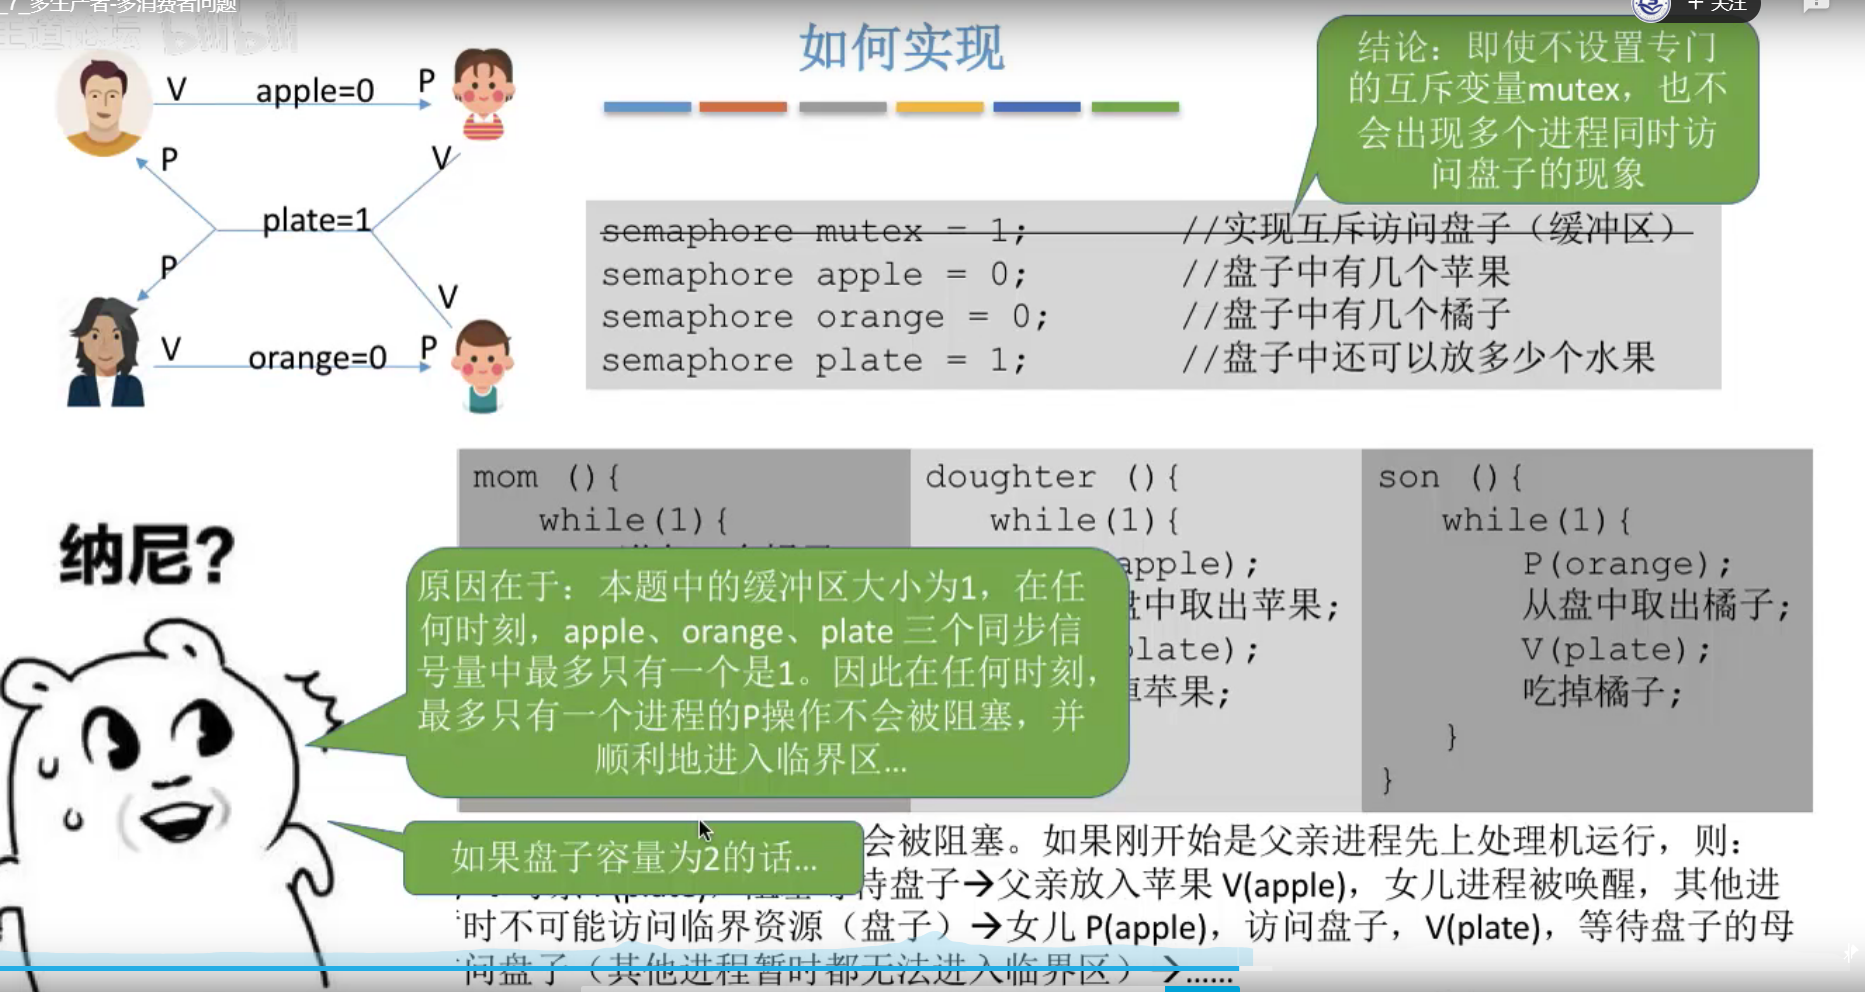 _7_多生产者-多消费者问题
王道论坛 bilibili
+ 关注
如何实现
结论：即使不设置专门
的互斥变量mutex，也不
会出现多个进程同时访
问盘子的现象
V apple=0 P
P
V
plate=1
P
V
V orange=0 P
semaphore mutex = 1; //实现互斥访问盘子（缓冲区）
semaphore apple = 0; //盘子中有几个苹果
semaphore orange = 0; //盘子中有几个橘子
semaphore plate = 1; //盘子中还可以放多少个水果
mom (){
while(1){
doughter (){
while(1){
apple);
盘中取出苹果;
plate);
苹果;
son (){
while(1){
P(orange);
从盘中取出橘子;
V(plate);
吃掉橘子;
}
}
纳尼?
原因在于：本题中的缓冲区大小为1，在任
何时刻，apple、orange、plate 三个同步信
号量中最多只有一个是1。因此在任何时刻，
最多只有一个进程的P操作不会被阻塞，并
顺利地进入临界区...
如果盘子容量为2的话...
会被阻塞。如果刚开始是父亲进程先上处理机运行，则：
待盘子→父亲放入苹果 V(apple)，女儿进程被唤醒，其他进
时不可能访问临界资源（盘子）→女儿 P(apple)，访问盘子，V(plate)，等待盘子的母
问盘子（其他进程暂时都无法进入临界区）→......